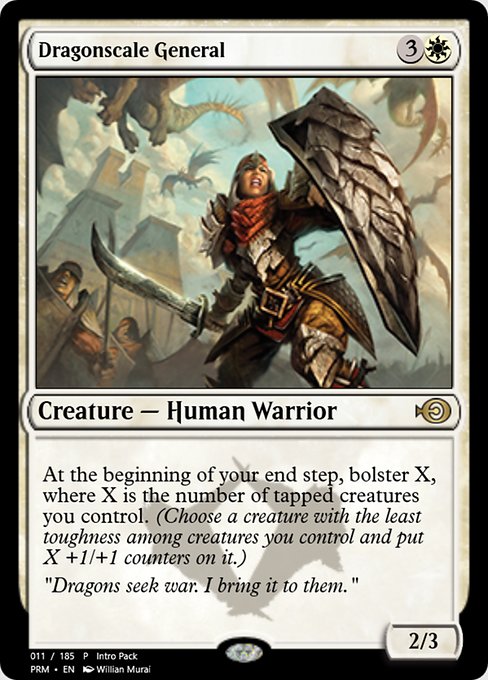 Dragonscale General 3
Creature — Human Warrior
At the beginning of your end step, bolster X,
where X is the number of tapped creatures
you control. (Choose a creature with the least
toughness among creatures you control and put
X +1/+1 counters on it.)
"Dragons seek war. I bring it to them."
2/3
011 / 185 P Intro Pack
PRM • EN Willian Murai